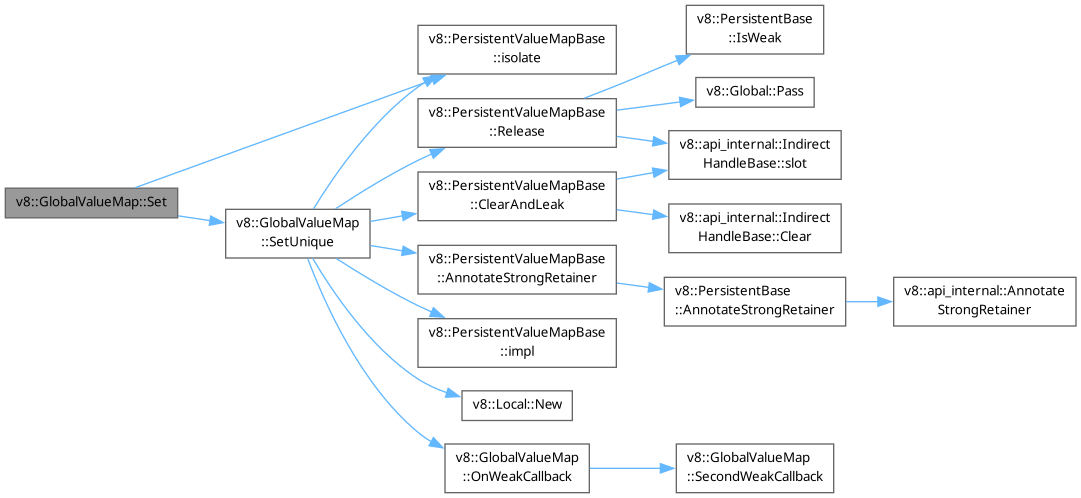 v8::GlobalValueMap::Set
v8::GlobalValueMap
::SetUnique
v8::PersistentValueMapBase
::isolate
v8::PersistentValueMapBase
::Release
v8::PersistentValueMapBase
::ClearAndLeak
v8::PersistentValueMapBase
::AnnotateStrongRetainer
v8::PersistentValueMapBase
::impl
v8::Local::New
v8::GlobalValueMap
::OnWeakCallback
v8::PersistentBase
::IsWeak
v8::Global::Pass
v8::api_internal::Indirect
HandleBase::slot
v8::api_internal::Indirect
HandleBase::Clear
v8::PersistentBase
::AnnotateStrongRetainer
v8::GlobalValueMap
::SecondWeakCallback
v8::api_internal::Annotate
StrongRetainer